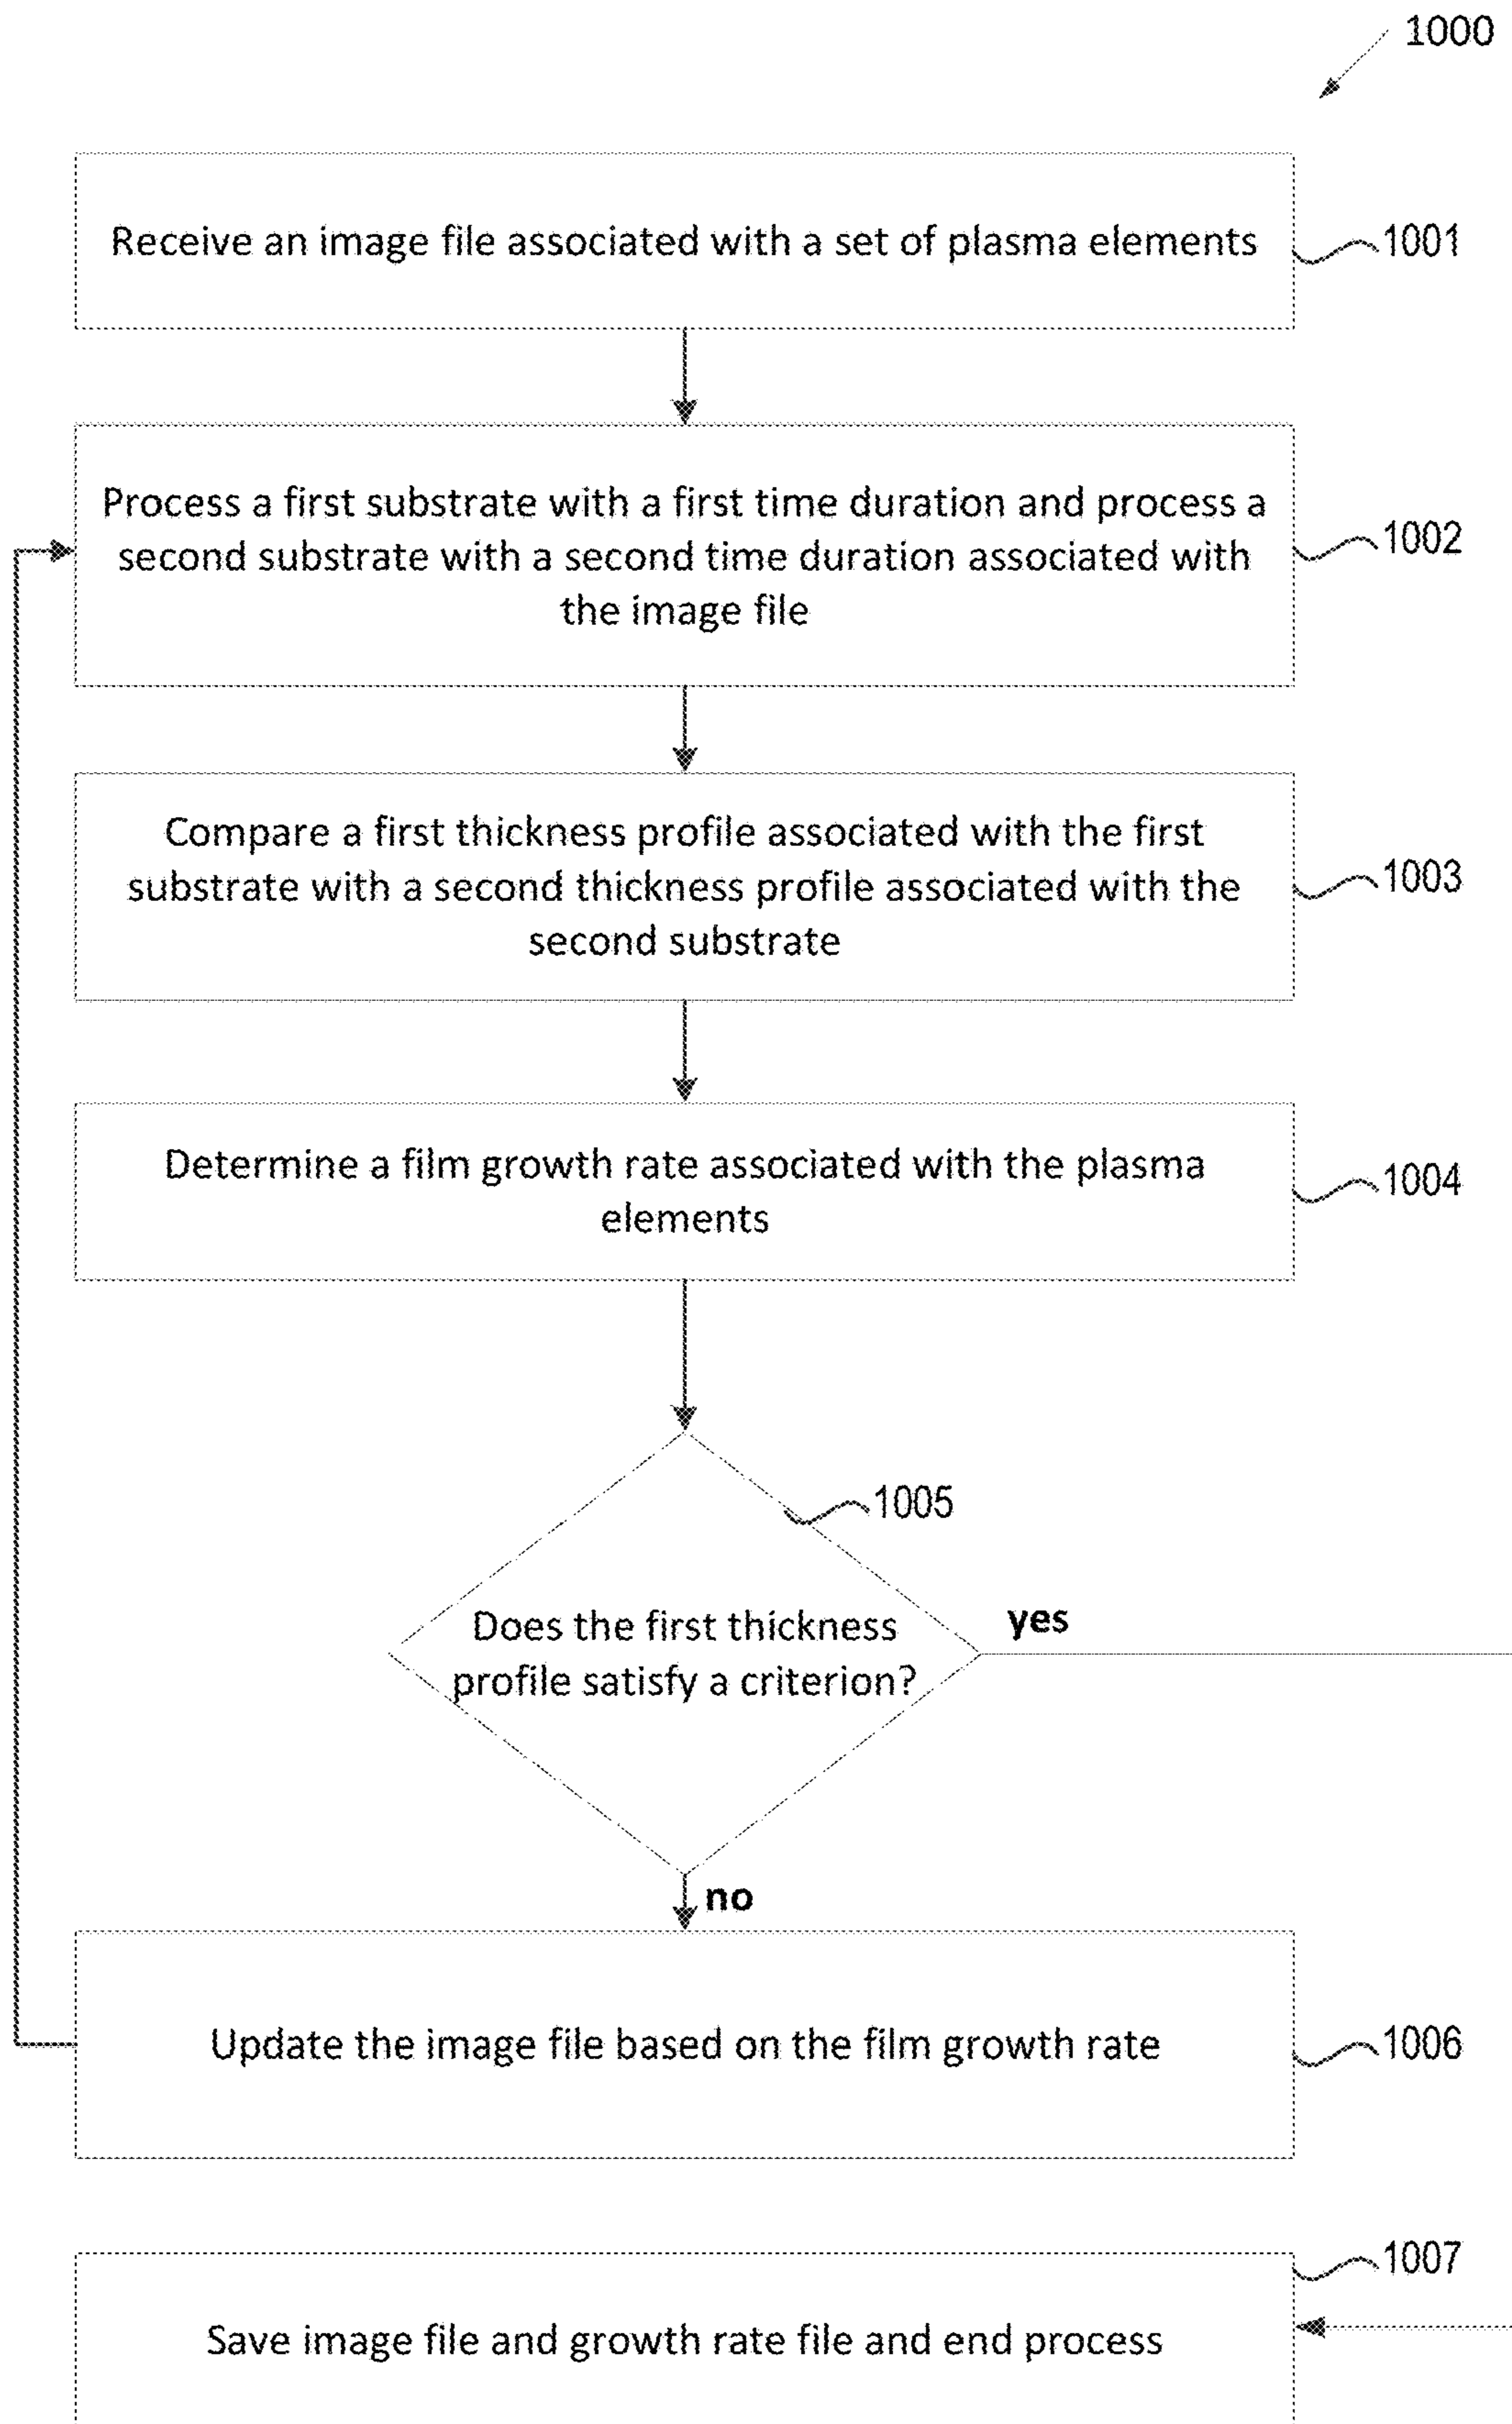 1000
Receive an image file associated with a set of plasma elements
1001
Process a first substrate with a first time duration and process a
second substrate with a second time duration associated with
the image file
1002
Compare a first thickness profile associated with the first
substrate with a second thickness profile associated with the
second substrate
1003
Determine a film growth rate associated with the plasma
elements
1004
1005
Does the first thickness
profile satisfy a criterion?
yes
no
Update the image file based on the film growth rate
1006
1007
Save image file and growth rate file and end process